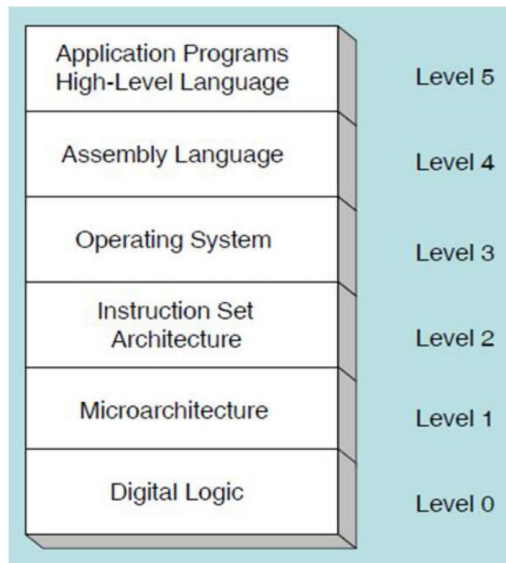 Application Programs
High-Level Language
Level 5
Assembly Language
Level 4
Operating System
Level 3
Instruction Set
Architecture
Level 2
Microarchitecture
Level 1
Digital Logic
Level 0